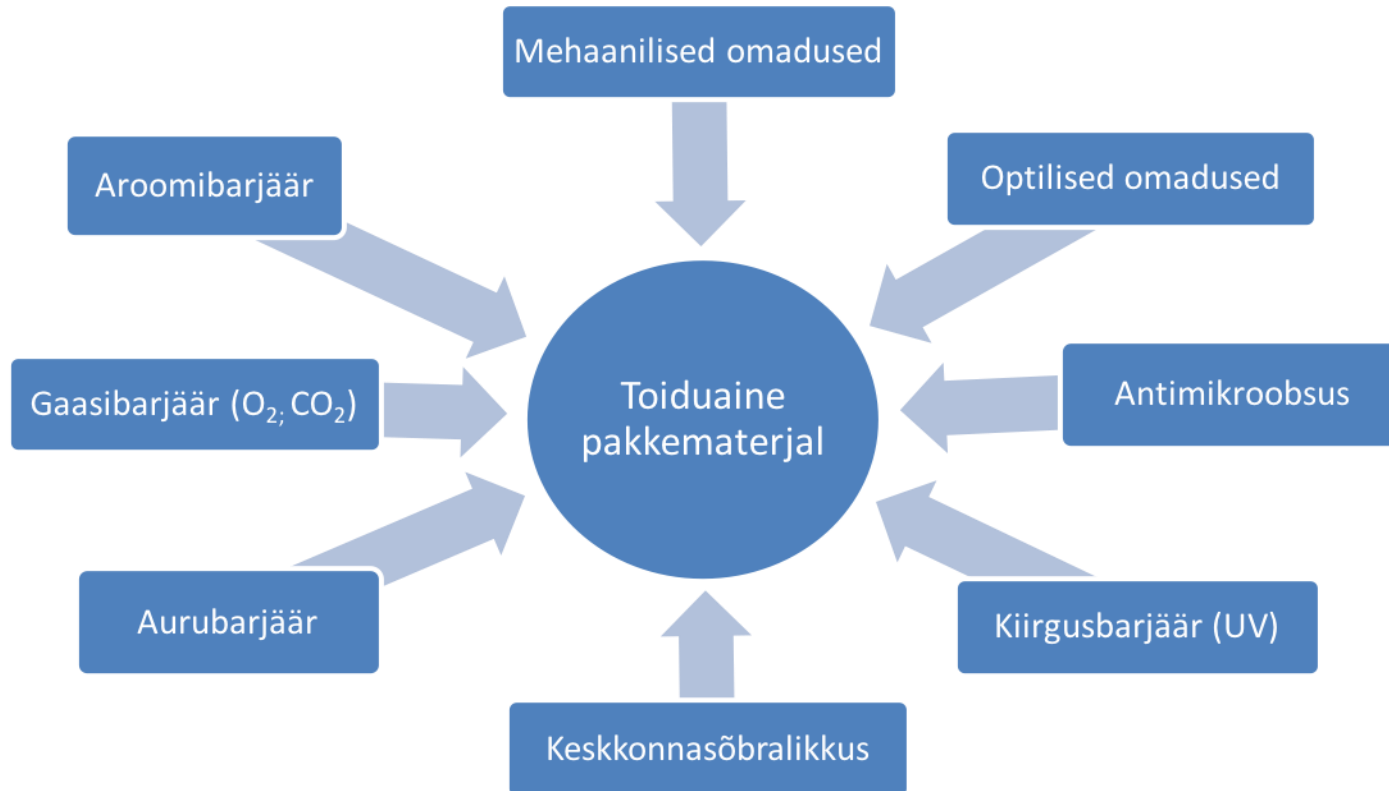 Mehaanilised omadused
Aroomibarjäär
Optilised omadused
Gaasibarjäär (O₂; CO₂)
Toiduaine
pakkematerjal
Antimikroobsus
Aurubarjäär
Kiirgusbarjäär (UV)
Keskkonnasõbralikkus